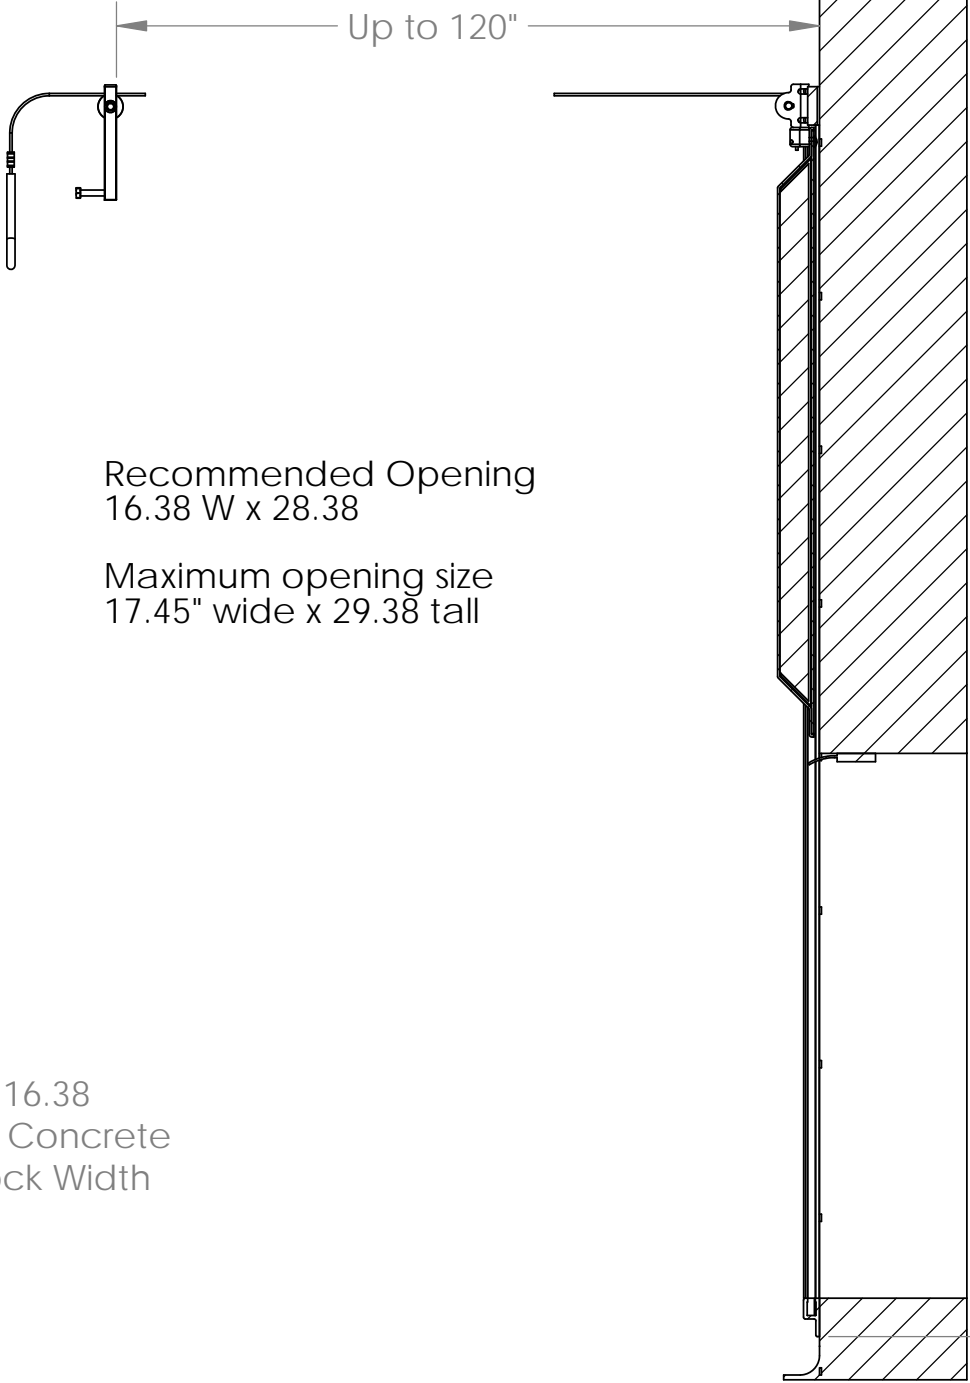 Up to 120"
Recommended Opening
16.38 W x 28.38
Maximum opening size
17.45" wide x 29.38 tall
16.38
Concrete
Width